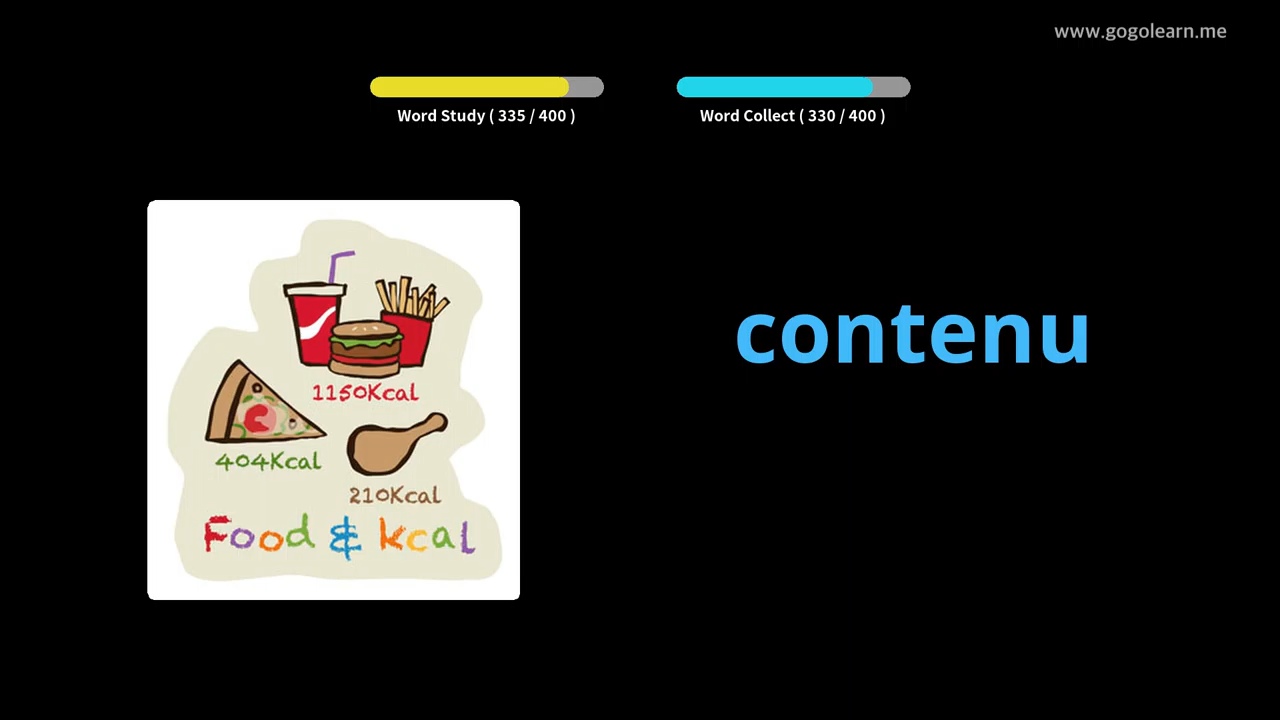 www.gogolearn.me
Word Study ( 335 / 400 )
Word Collect ( 330 / 400 )
contenu
1150Kcal
404Kcal
210Kcal
Food & kcal